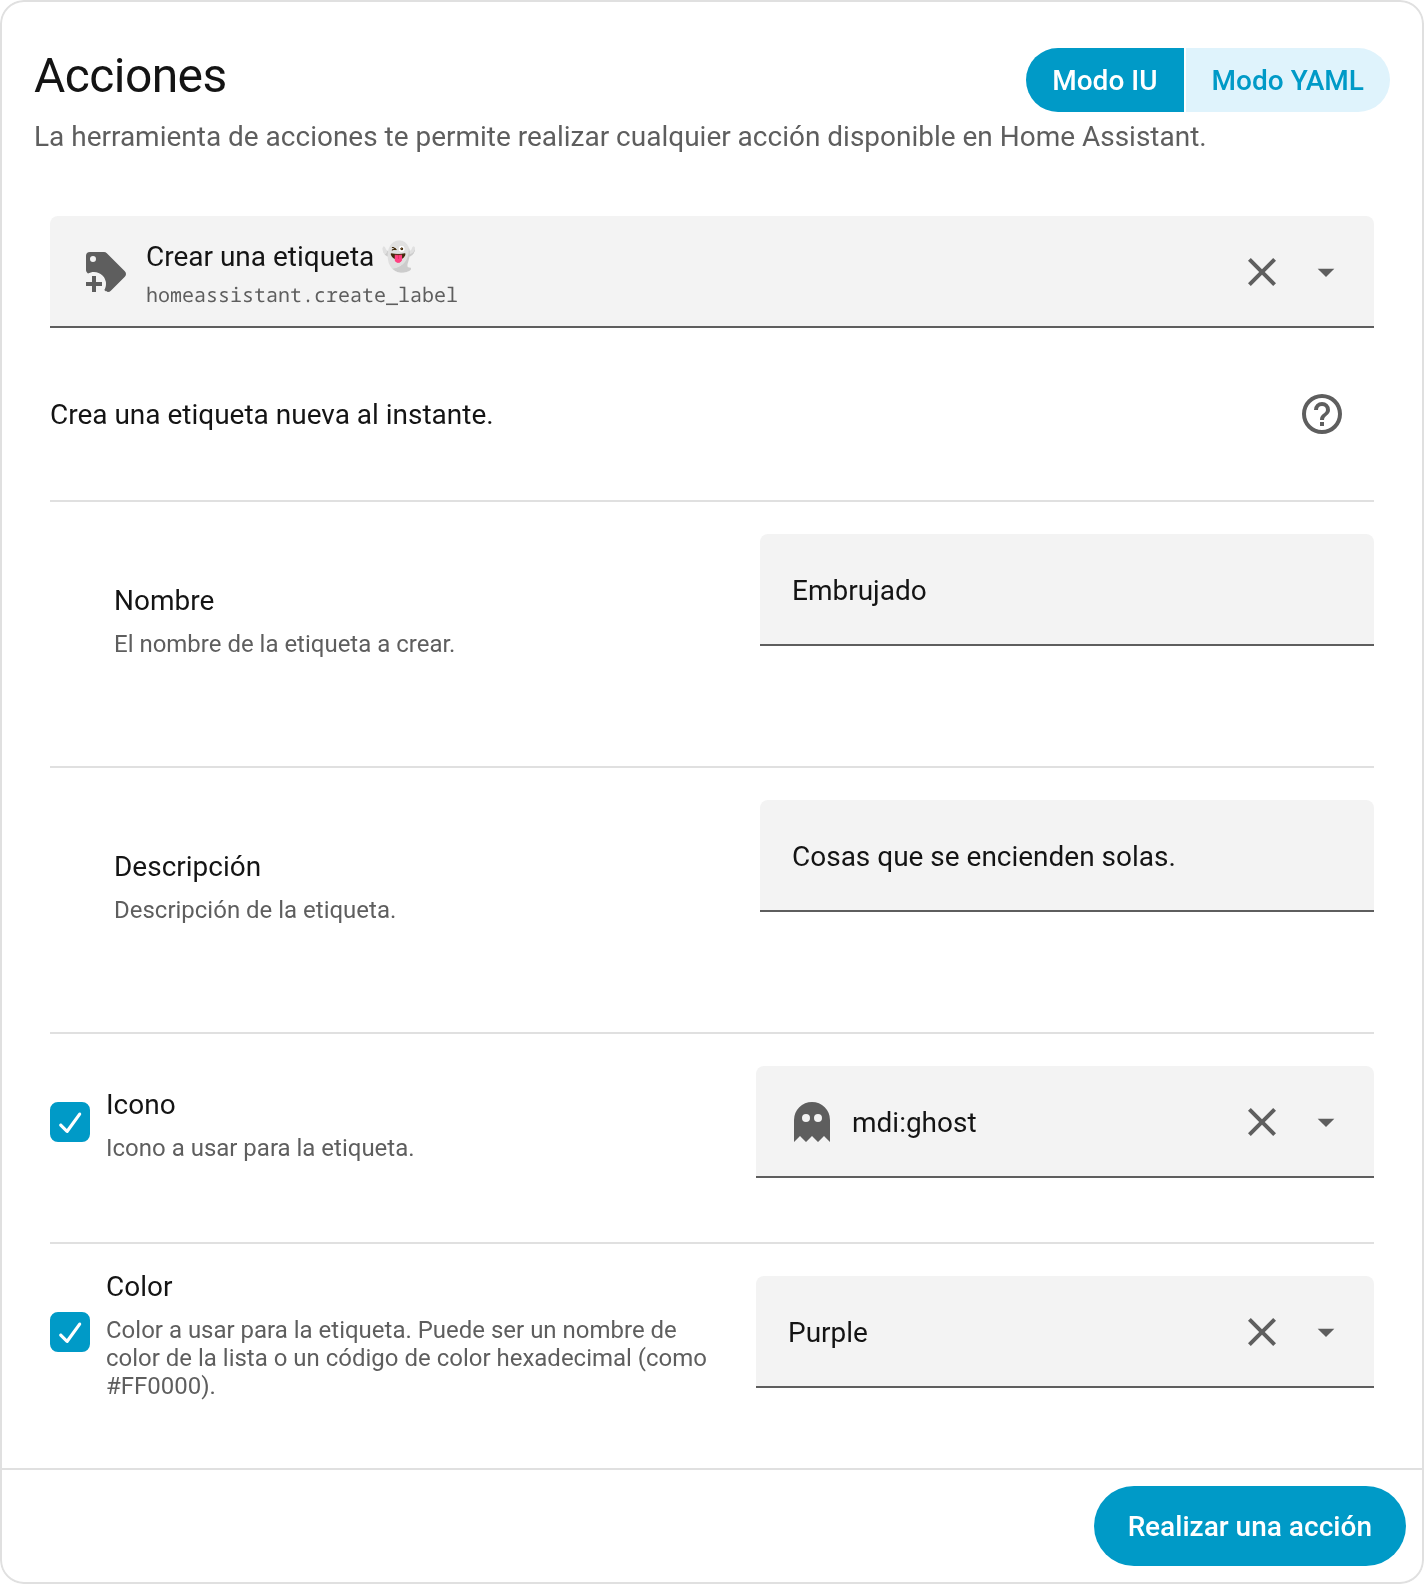 Acciones
Modo IU
Modo YAML
La herramienta de acciones te permite realizar cualquier acción disponible en Home Assistant.
Crear una etiqueta 👻
homeassistant.create_label
Crea una etiqueta nueva al instante.
Nombre
El nombre de la etiqueta a crear.
Embrujado
Descripción
Descripción de la etiqueta.
Cosas que se encienden solas.
Icono
Icono a usar para la etiqueta.
mdi:ghost
Color
Color a usar para la etiqueta. Puede ser un nombre de
color de la lista o un código de color hexadecimal (como
#FF0000).
Purple
Realizar una acción